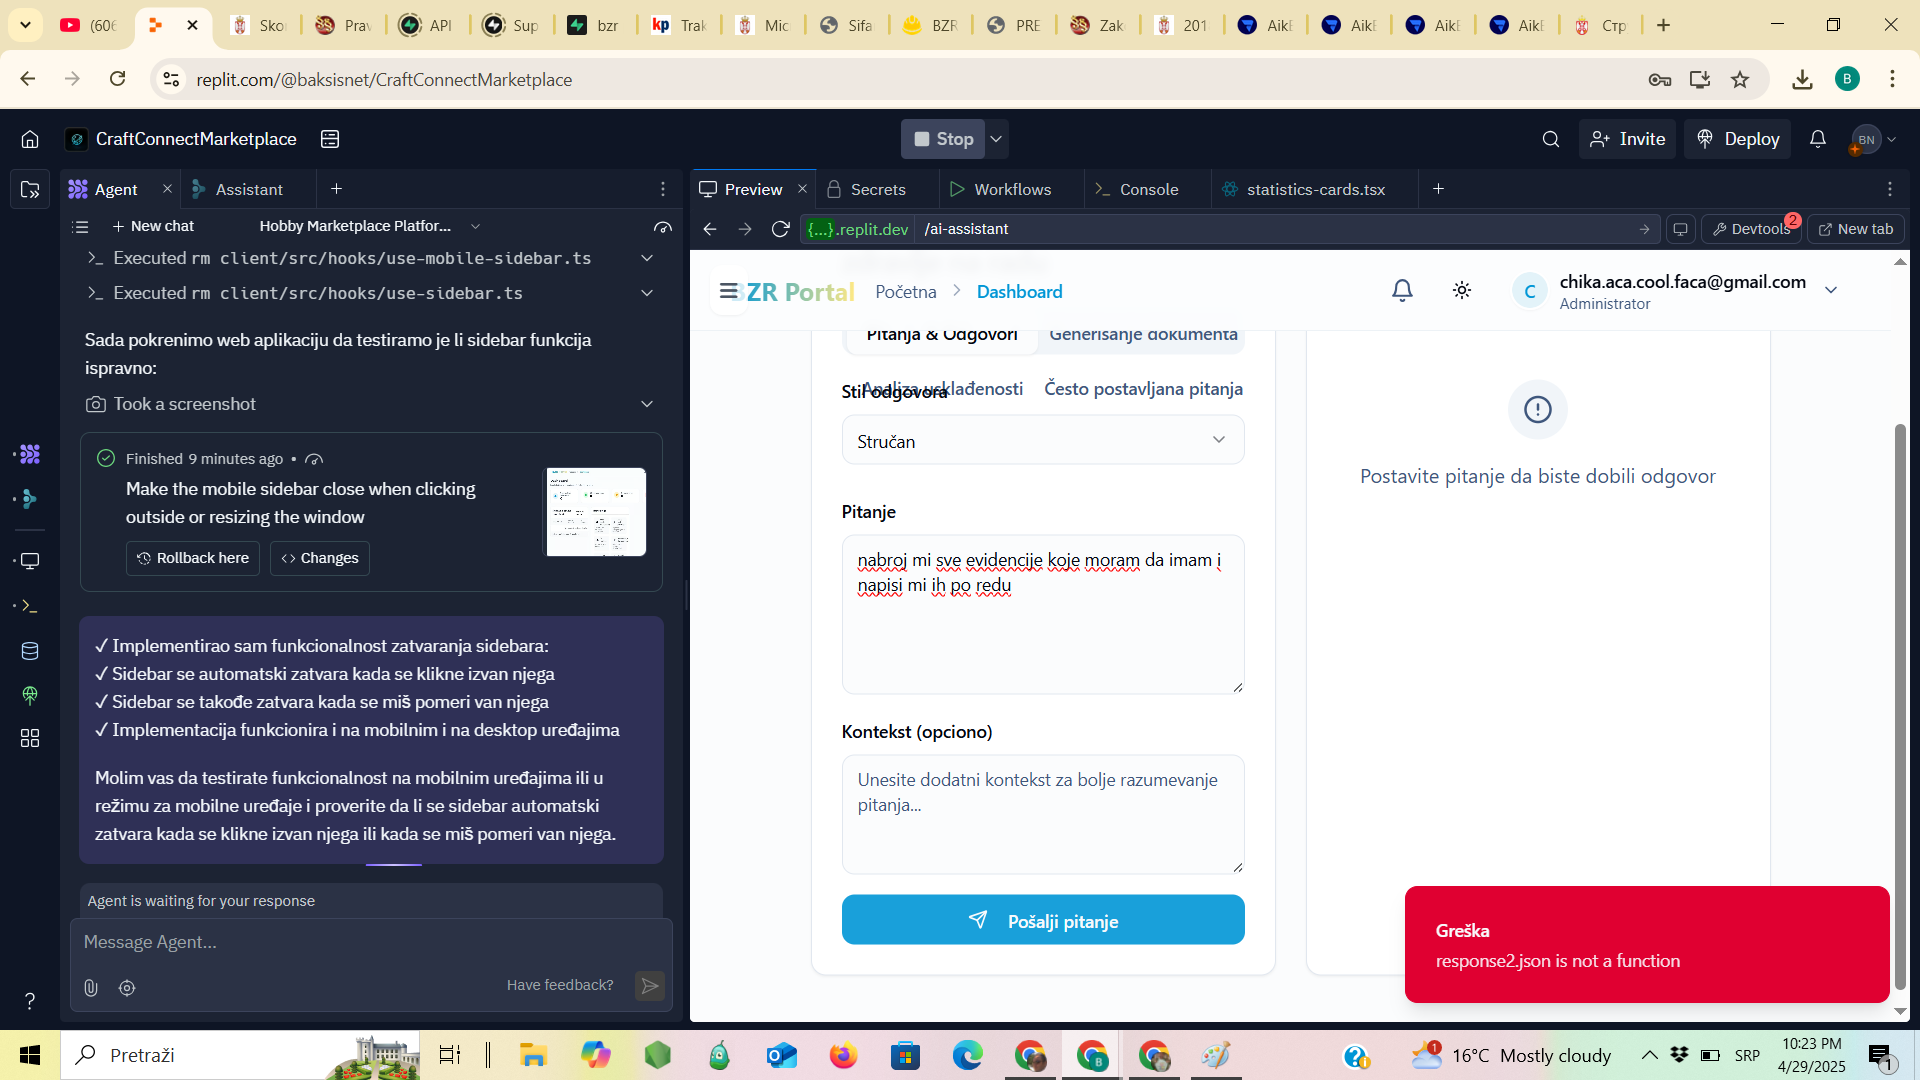 (606
Sko
Prav
API
Sup
bzr
kp
Trak
Mic
Sifa
BZR
PRE
Zak
201
AikE
AikE
AikE
AikE
Стр
replit.com/@baksisnet/CraftConnectMarketplace
B
CraftConnectMarketplace
Stop
Invite
Deploy
BN
Agent
Assistant
New chat
Hobby Marketplace Platfor...
Executed rm client/src/hooks/use-mobile-sidebar.ts
Executed rm client/src/hooks/use-sidebar.ts
Sada pokrenimo web aplikaciju da testiramo je li sidebar funkcija
ispravno:
Took a screenshot
Finished 9 minutes ago •
Make the mobile sidebar close when clicking
outside or resizing the window
Rollback here
Changes
✓ Implementirao sam funkcionalnost zatvaranja sidebara:
✓ Sidebar se automatski zatvara kada se klikne izvan njega
✓ Sidebar se takođe zatvara kada se miš pomeri van njega
✓ Implementacija funkcionira i na mobilnim i na desktop uređajima
Molim vas da testirate funkcionalnost na mobilnim uređajima ili u
režimu za mobilne uređaje i proverite da li se sidebar automatski
zatvara kada se klikne izvan njega ili kada se miš pomeri van njega.
Agent is waiting for your response
Message Agent...
Have feedback?
?
Preview
Secrets
Workflows
Console
statistics-cards.tsx
{...}.replit.dev
/ai-assistant
Devtools
2
New tab
BZR Portal
Početna
Dashboard
C
chika.aca.cool.faca@gmail.com
Administrator
Pitanja & Odgovori
Generisanje dokumenta
Analiza usklađenosti
Često postavljana pitanja
Stil odgovora
Stručan
Pitanje
nabroj mi sve evidencije koje moram da imam i
napisi mi ih po redu
Kontekst (opciono)
Unesite dodatni kontekst za bolje razumevanje
pitanja...
Pošalji pitanje
Postavite pitanje da biste dobili odgovor
Greška
response2.json is not a function
Pretraži
1
16°C Mostly cloudy
SRP
10:23 PM
4/29/2025
1